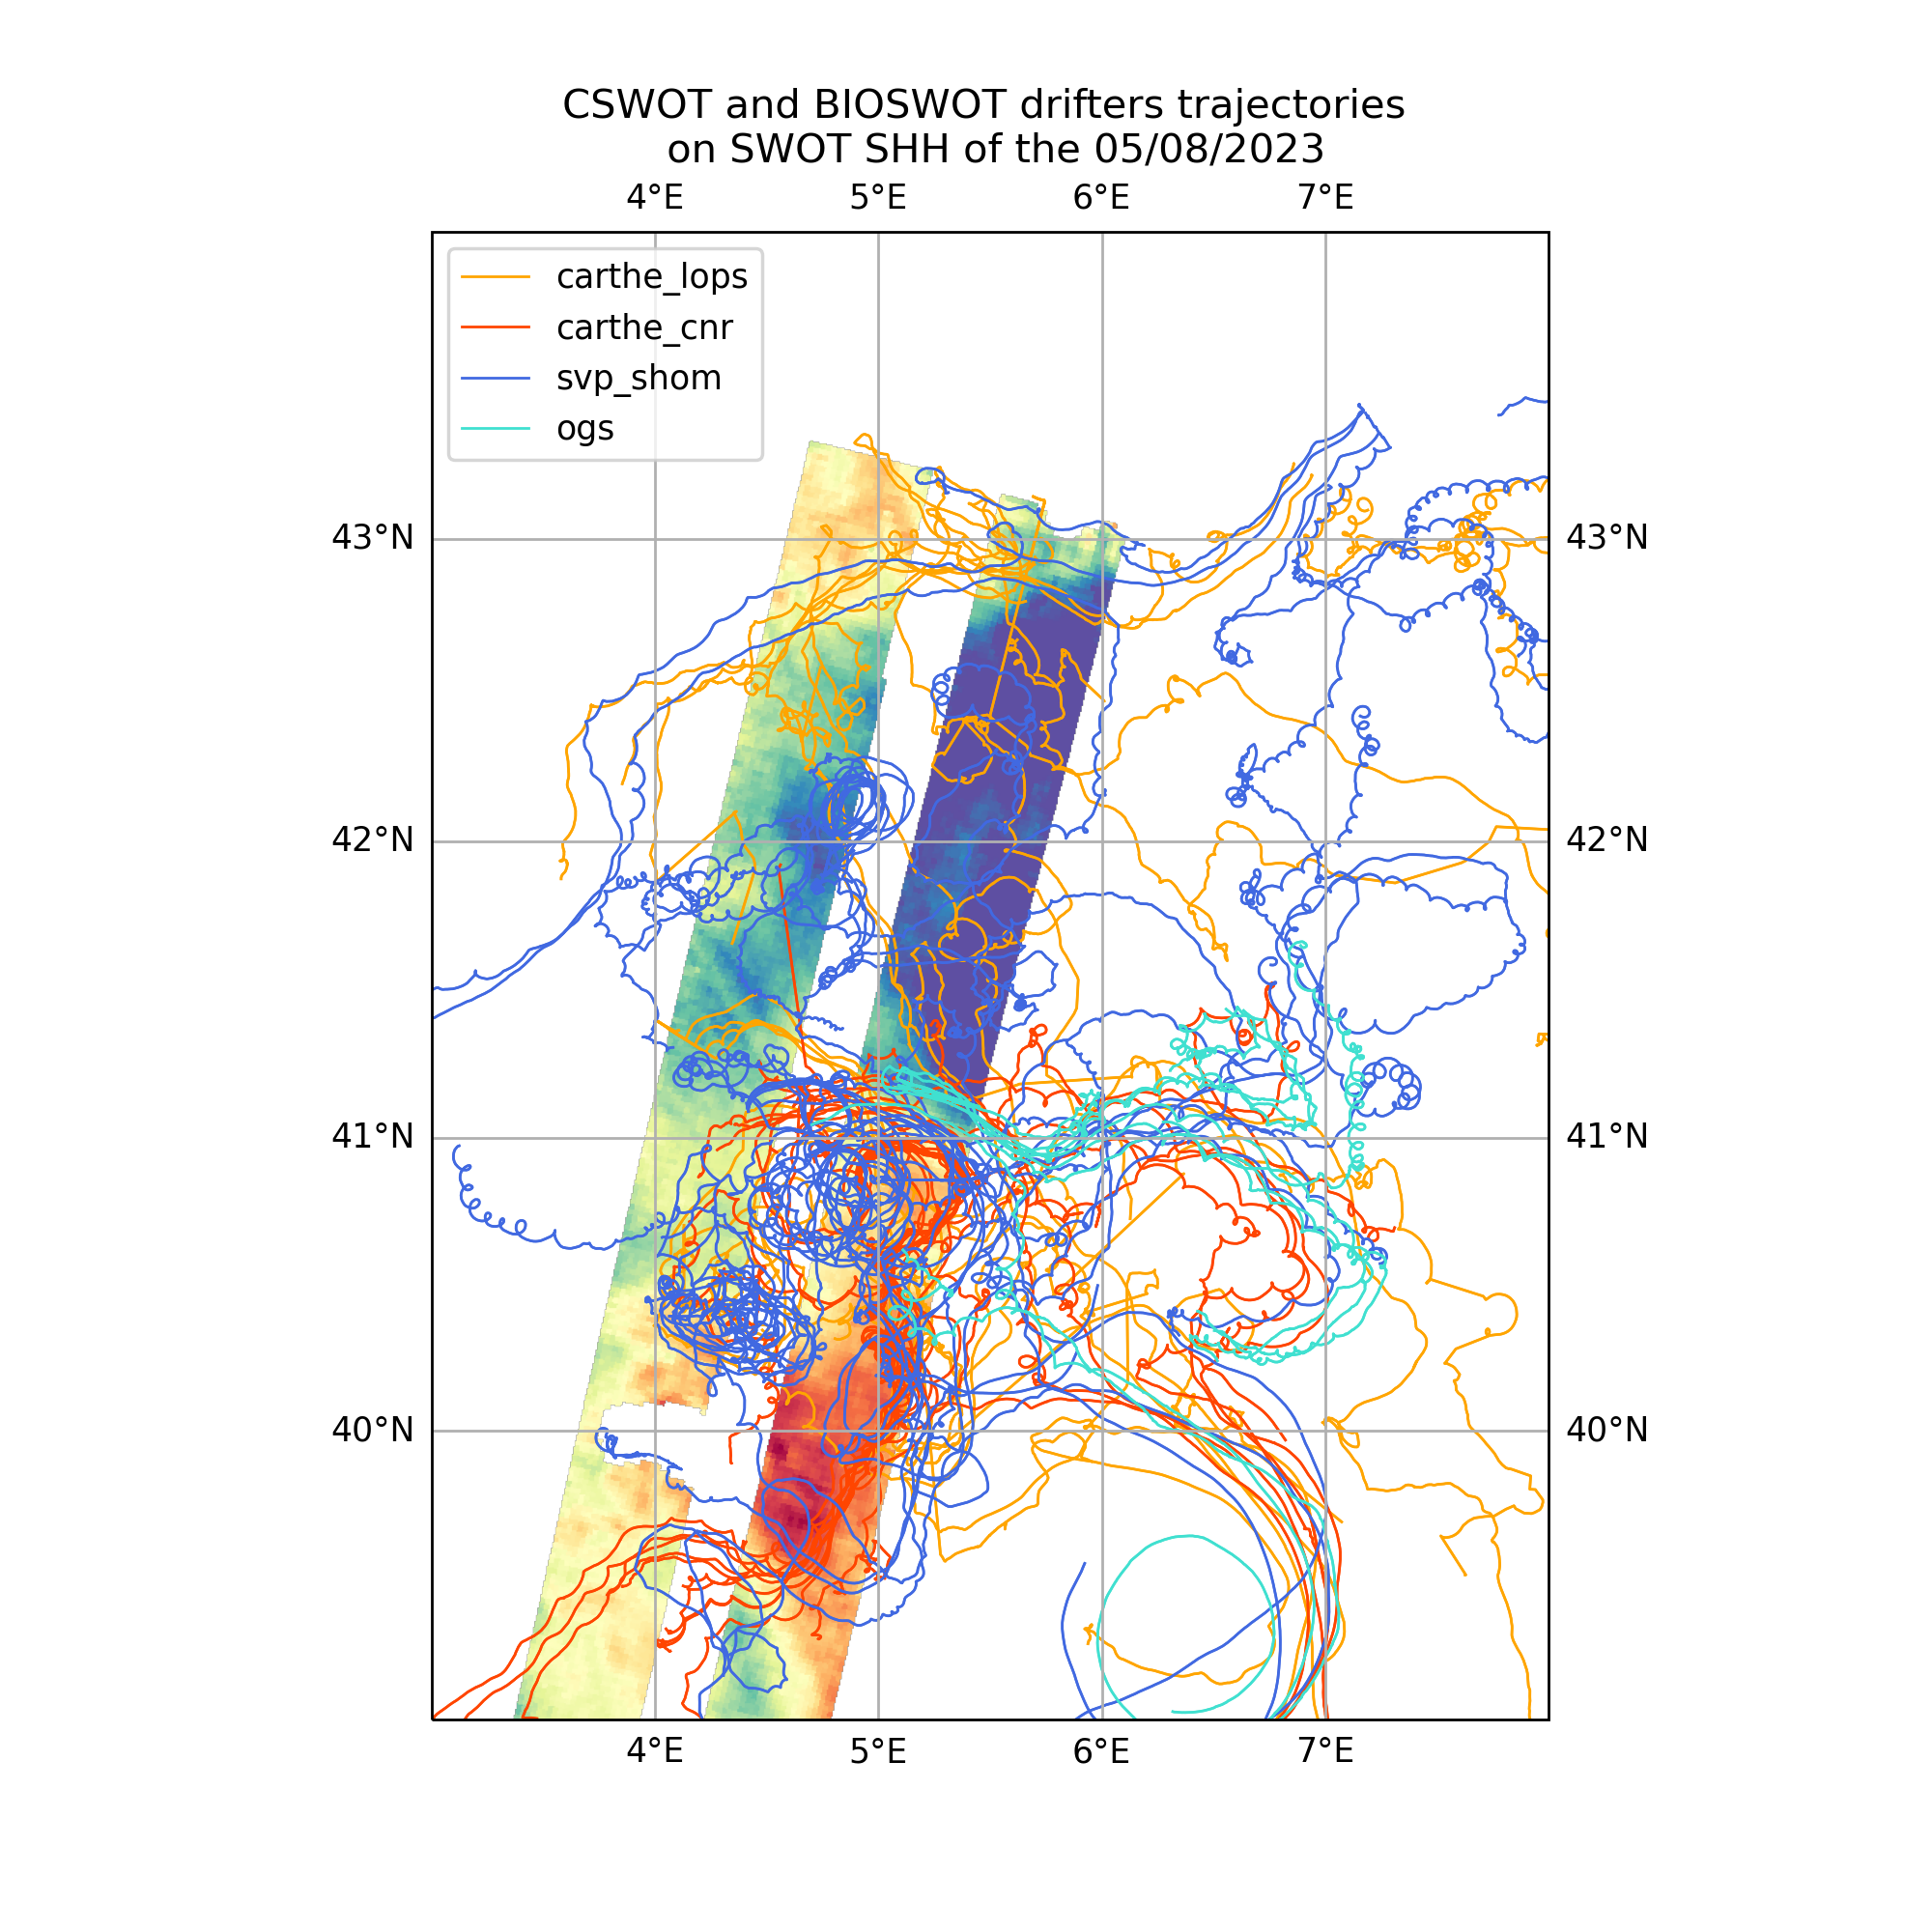 CSWOT and BIOSWOT drifters trajectories
on SWOT SHH of the 05/08/2023
4°E 5°E 6°E 7°E
carthe_lops
carthe_cnr
svp_shom
ogs
43°N 43°N
42°N 42°N
41°N 41°N
40°N 40°N
4°E 5°E 6°E 7°E